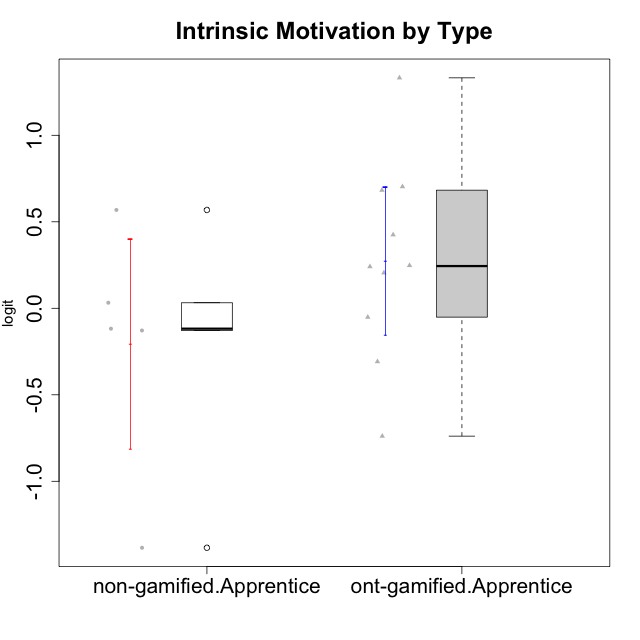 Intrinsic Motivation by Type
logit
1.0
0.5
0.0
-0.5
-1.0
non-gamified.Apprentice
ont-gamified.Apprentice